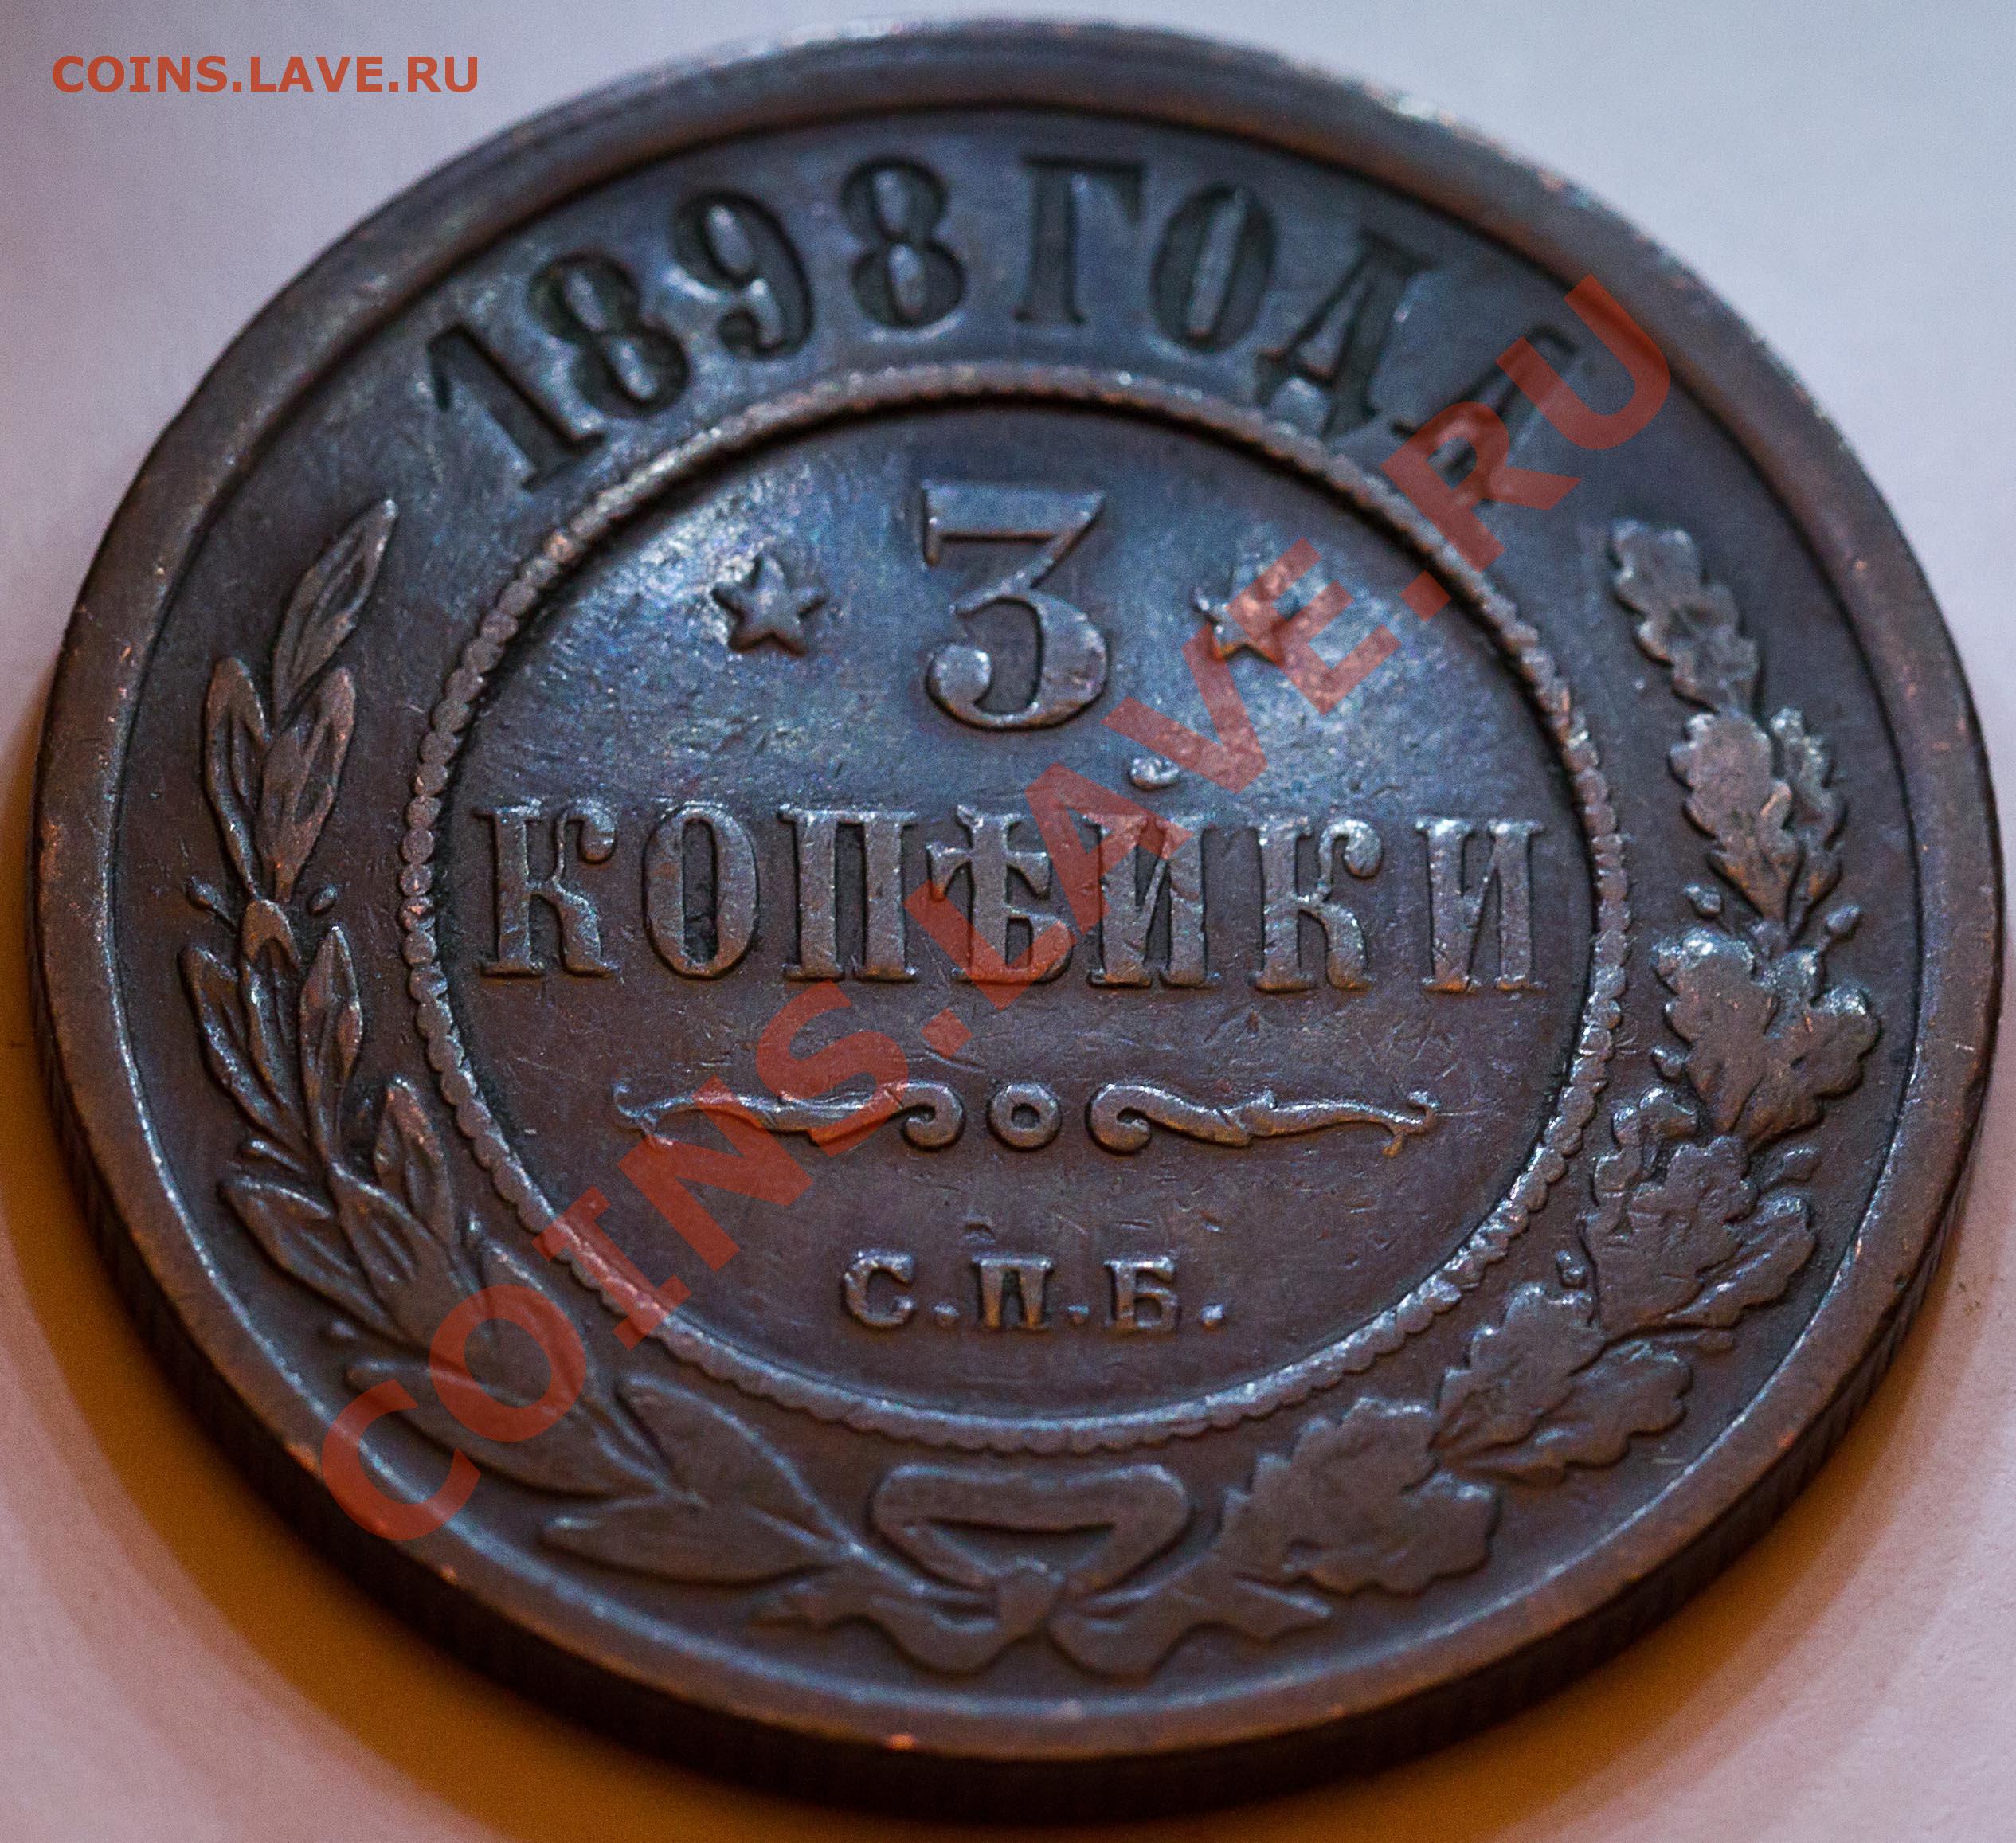 COINS.LAVE.RU
1898 ГОДА
3
КОПѢЙКИ
С.П.Б.
COINS.LAVE.RU